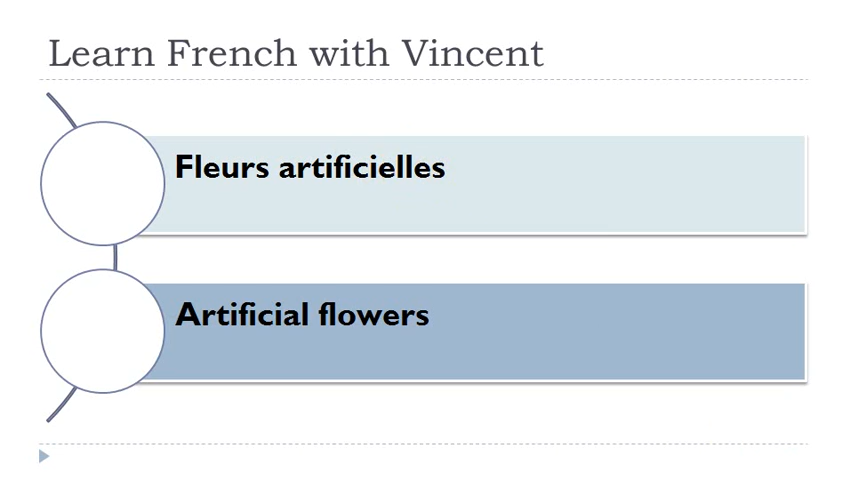 Learn French with Vincent
Fleurs artificielles
Artificial flowers